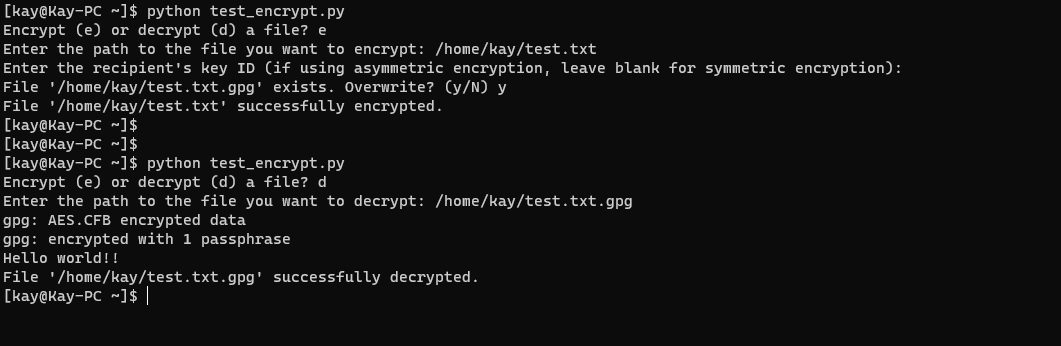 [kay@Kay-PC ~]$ python test_encrypt.py
Encrypt (e) or decrypt (d) a file? e
Enter the path to the file you want to encrypt: /home/kay/test.txt
Enter the recipient's key ID (if using asymmetric encryption, leave blank for symmetric encryption):
File '/home/kay/test.txt.gpg' exists. Overwrite? (y/N) y
File '/home/kay/test.txt' successfully encrypted.
[kay@Kay-PC ~]$
[kay@Kay-PC ~]$
[kay@Kay-PC ~]$ python test_encrypt.py
Encrypt (e) or decrypt (d) a file? d
Enter the path to the file you want to decrypt: /home/kay/test.txt.gpg
gpg: AES.CFB encrypted data
gpg: encrypted with 1 passphrase
Hello world!!
File '/home/kay/test.txt.gpg' successfully decrypted.
[kay@Kay-PC ~]$